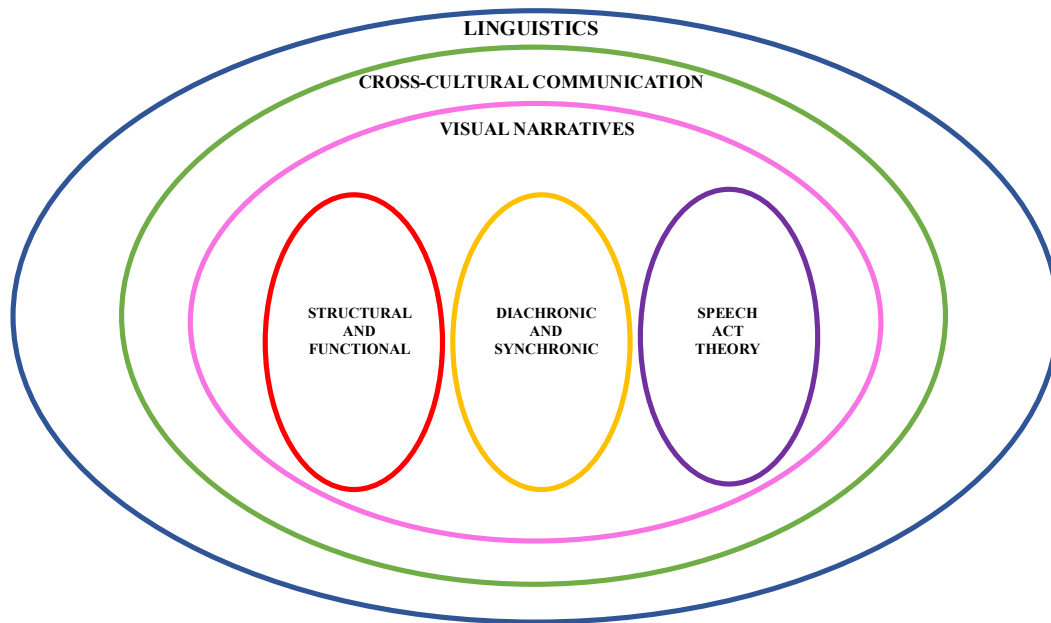 LINGUISTICS
CROSS-CULTURAL COMMUNICATION
VISUAL NARRATIVES
STRUCTURAL
AND
FUNCTIONAL
DIACHRONIC
AND
SYNCHRONIC
SPEECH
ACT
THEORY